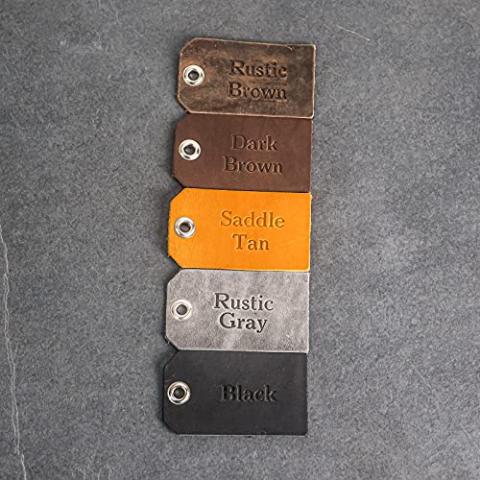 Rustic
Brown
Dark
Brown
Saddle
Tan
Rustic
Gray
Black